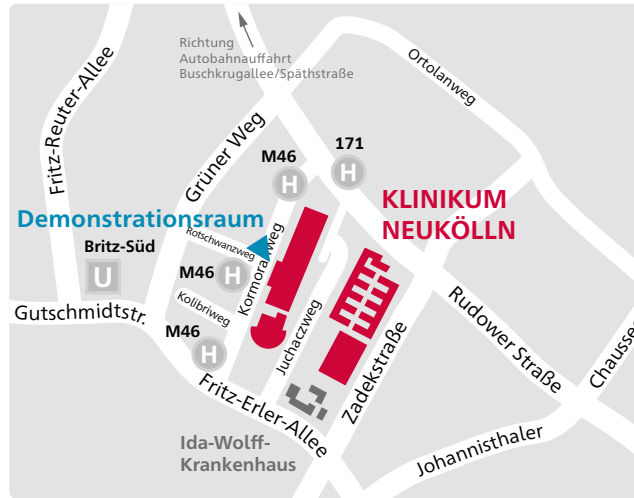 Richtung
Autobahnauffahrt
Buschkrugallee/Späthstraße
Fritz-Reuter-Allee
Ortolanweg
Grüner Weg
171
H
M46
H
KLINIKUM
NEUKÖLLN
Demonstrationsraum
Rotschwanzweg
Britz-Süd
U
M46
H
Kormoranweg
Kolibriweg
Gutschmidtstr.
M46
H
Juchaczweg
Rudower Straße
Zadekstraße
Chaussee
Fritz-Erler-Allee
Ida-Wolff-
Krankenhaus
Johannisthaler